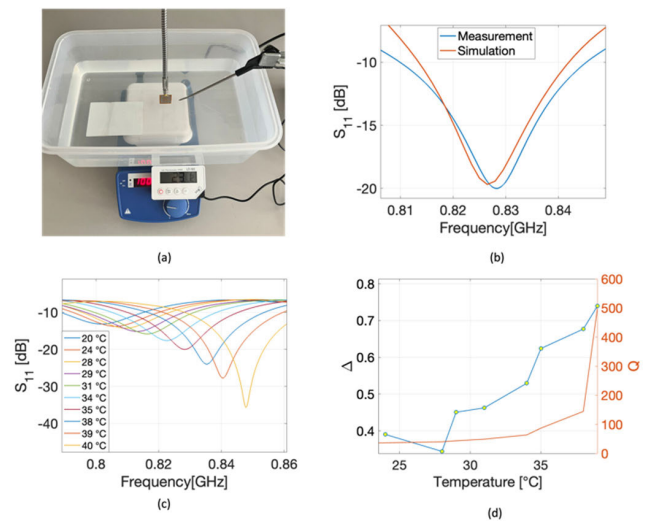 (a)
Measurement
Simulation
-10
-15
-20
S11 [dB]
0.81 0.82 0.83 0.84
Frequency[GHz]
(b)
-10
-20
-30
-40
S11 [dB]
20 °C
24 °C
28 °C
29 °C
31 °C
34 °C
35 °C
38 °C
39 °C
40 °C
0.8 0.82 0.84 0.86
Frequency[GHz]
(c)
0.8
0.7
0.6
0.5
0.4
Δ
600
500
400
300
200
100
0
Q
25 30 35
Temperature [°C]
(d)